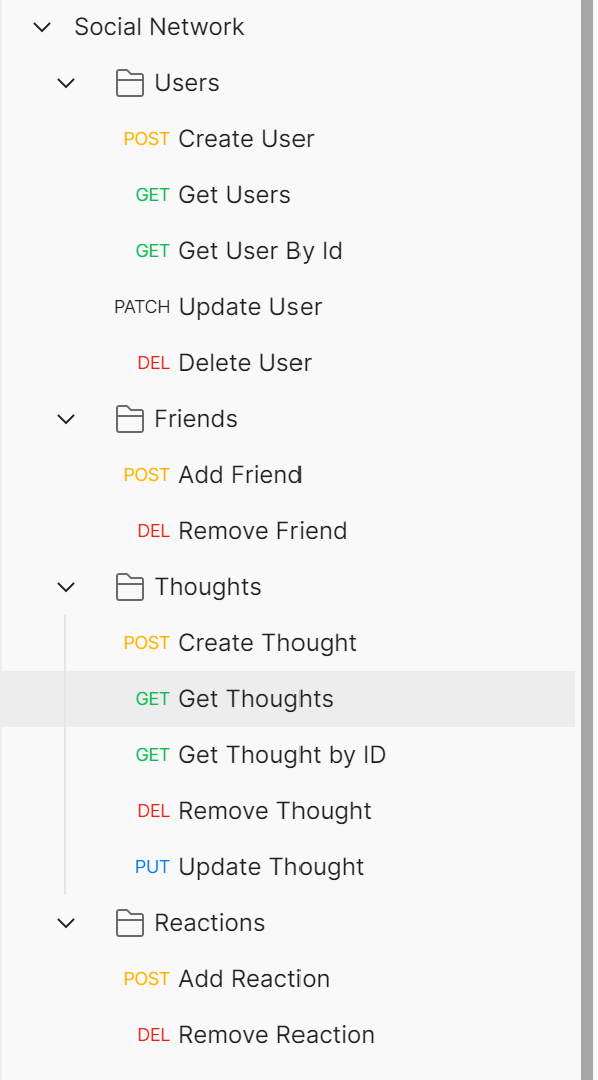 Social Network
Users
POST Create User
GET Get Users
GET Get User By Id
PATCH Update User
DEL Delete User
Friends
POST Add Friend
DEL Remove Friend
Thoughts
POST Create Thought
GET Get Thoughts
GET Get Thought by ID
DEL Remove Thought
PUT Update Thought
Reactions
POST Add Reaction
DEL Remove Reaction